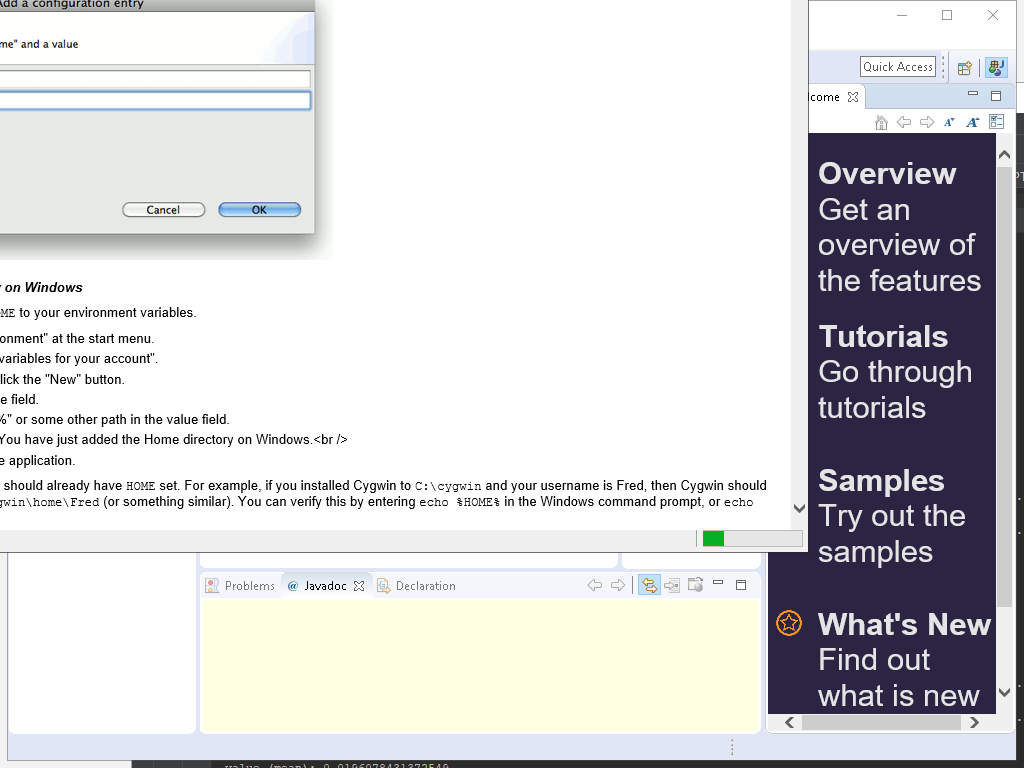 Add a configuration entry
me" and a value
Cancel
OK
y on Windows
ME to your environment variables.
onment" at the start menu.
variables for your account".
lick the "New" button.
e field.
%" or some other path in the value field.
You have just added the Home directory on Windows.<br />
e application.
should already have HOME set. For example, if you installed Cygwin to C:\cygwin and your username is Fred, then Cygwin should
gwin\home\Fred (or something similar). You can verify this by entering echo %HOME% in the Windows command prompt, or echo
Quick Access
lcome
Overview
Get an
overview of
the features
Tutorials
Go through
tutorials
Samples
Try out the
samples
What's New
Find out
what is new
Problems
@ Javadoc
Declaration
value (mean): 0.0196078431372549